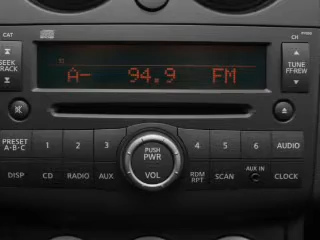 CAT
CH
SEEK
TRACK
A- 94.9 FM
TUNE
FF·REW
PRESET
A·B·C
1 2 3
PUSH
PWR
VOL
4 5 6 AUDIO
DISP CD RADIO AUX
RDM
RPT
SCAN
AUX IN
CLOCK